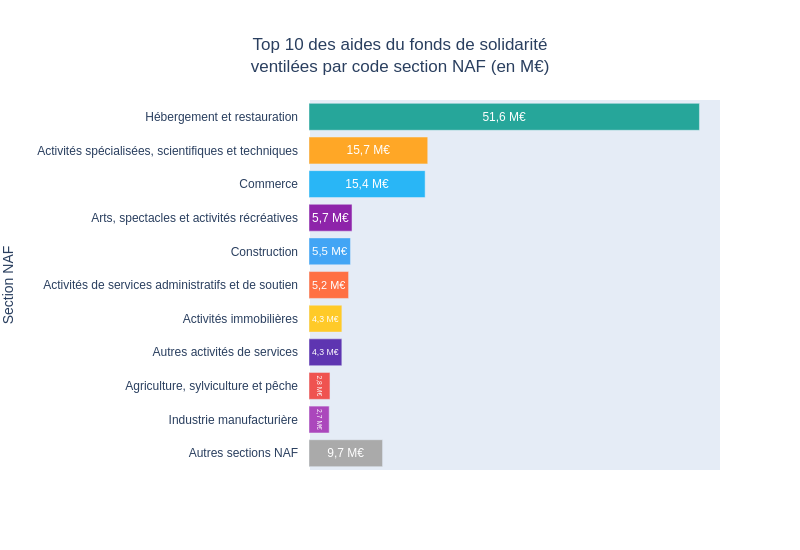 Top 10 des aides du fonds de solidarité
ventilées par code section NAF (en M€)
Section NAF
Hébergement et restauration 51,6 M€
Activités spécialisées, scientifiques et techniques 15,7 M€
Commerce 15,4 M€
Arts, spectacles et activités récréatives 5,7 M€
Construction 5,5 M€
Activités de services administratifs et de soutien 5,2 M€
Activités immobilières 4,3 M€
Autres activités de services 4,3 M€
Agriculture, sylviculture et pêche 2,8 M€
Industrie manufacturière 2,7 M€
Autres sections NAF 9,7 M€